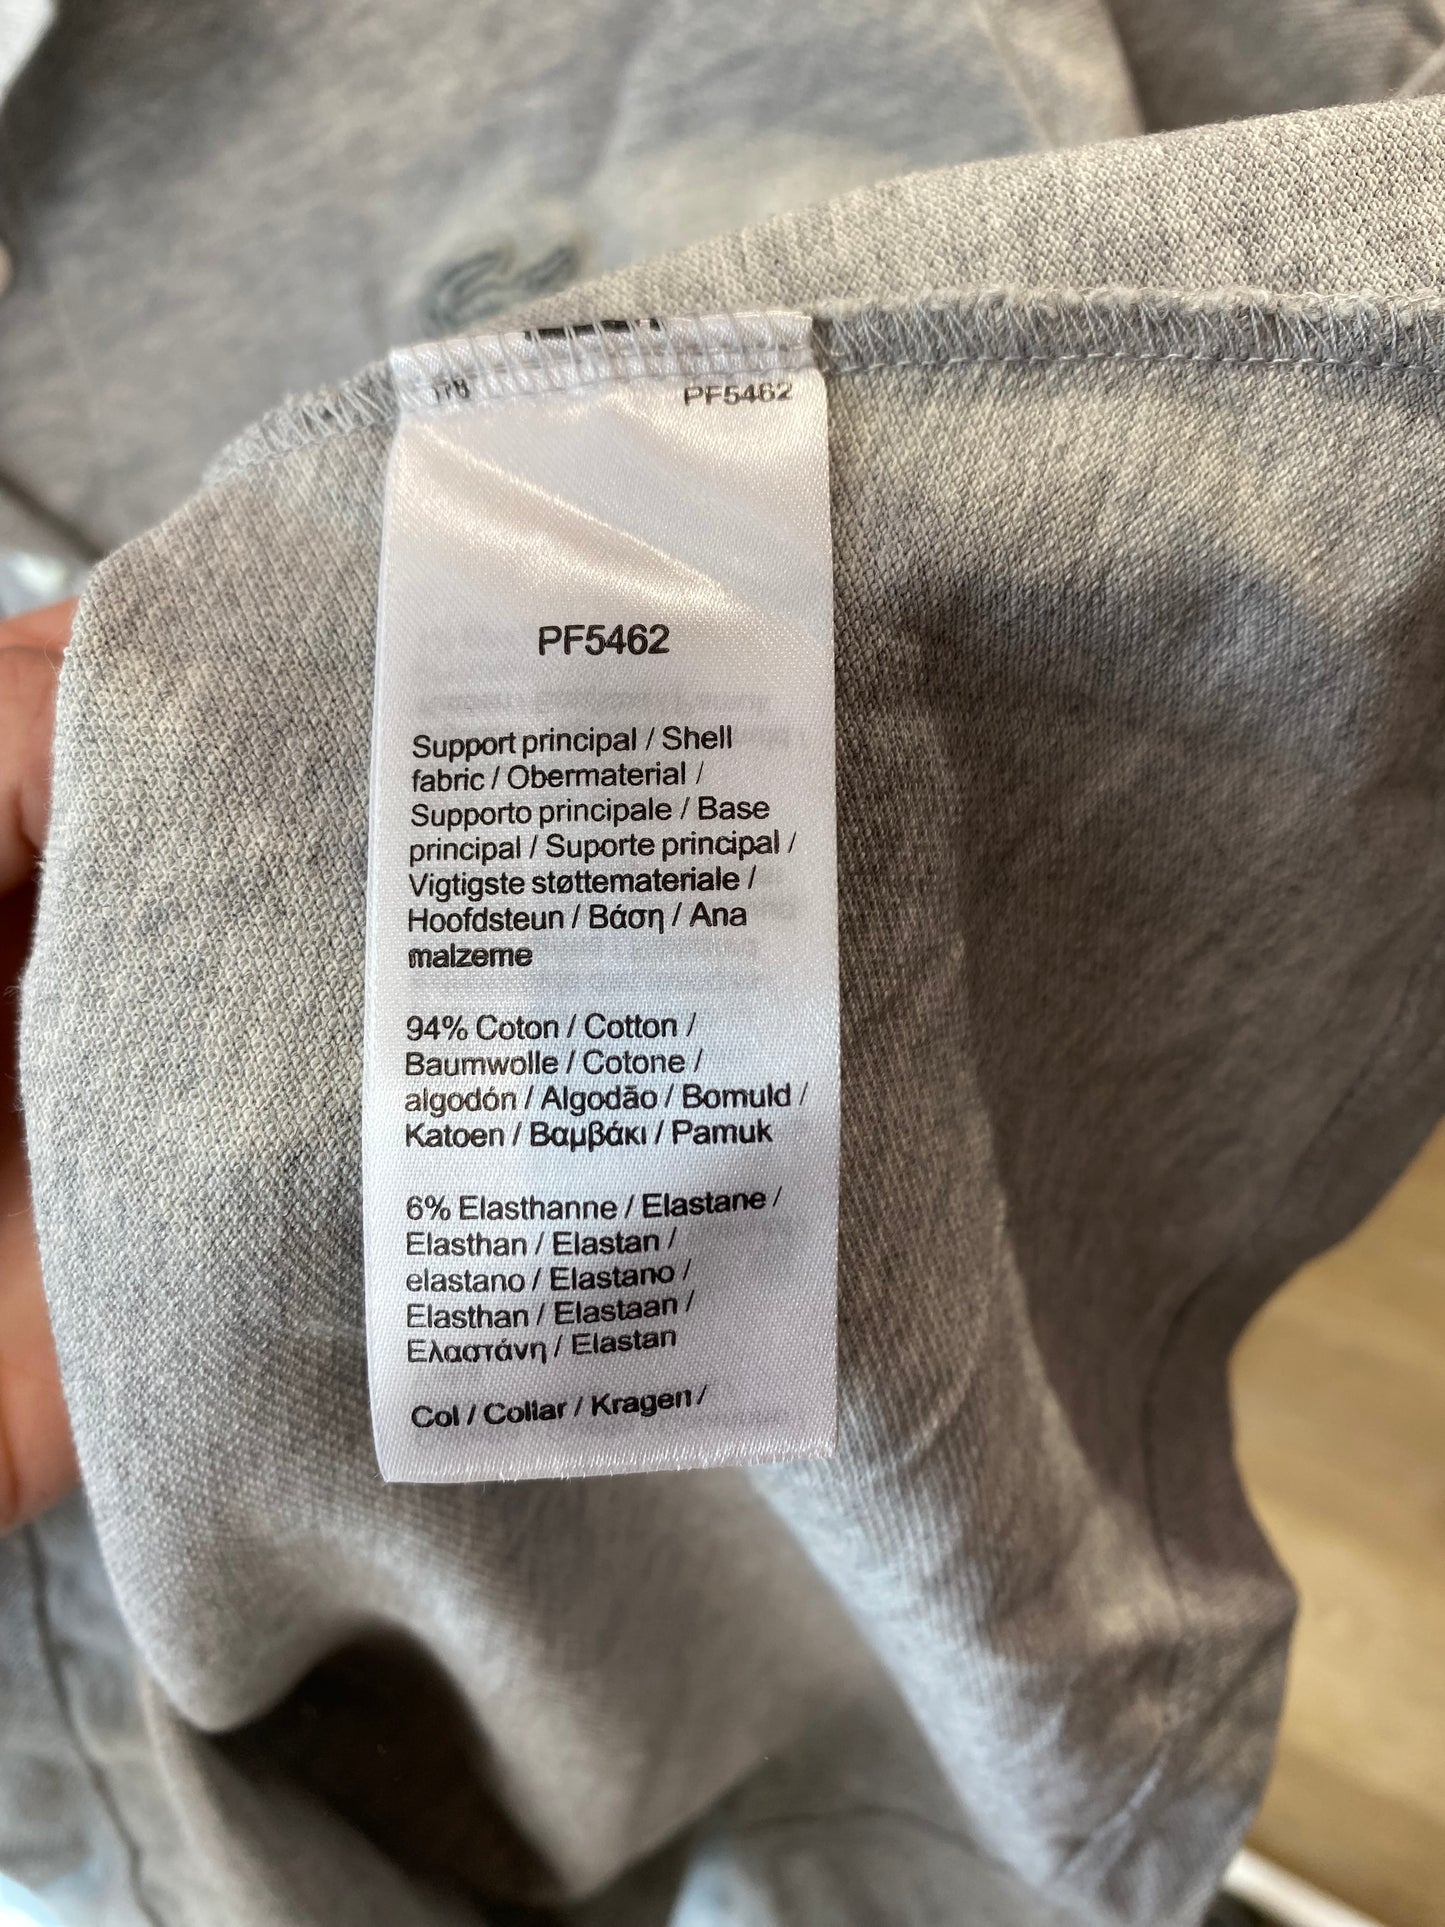 PF5462
PF5462
Support principal / Shell
fabric / Obermaterial /
Supporto principale / Base
principal / Suporte principal /
Vigtigste støttemateriale /
Hoofdsteun / Βάση / Ana
malzeme
94% Coton / Cotton /
Baumwolle / Cotone /
algodón / Algodão / Bomuld /
Katoen / Βαμβάκι / Pamuk
6% Elasthanne / Elastane /
Elasthan / Elastan /
elastano / Elastano /
Elasthan / Elastaan /
Ελαστάνη / Elastan
Col / Collar / Kragen /